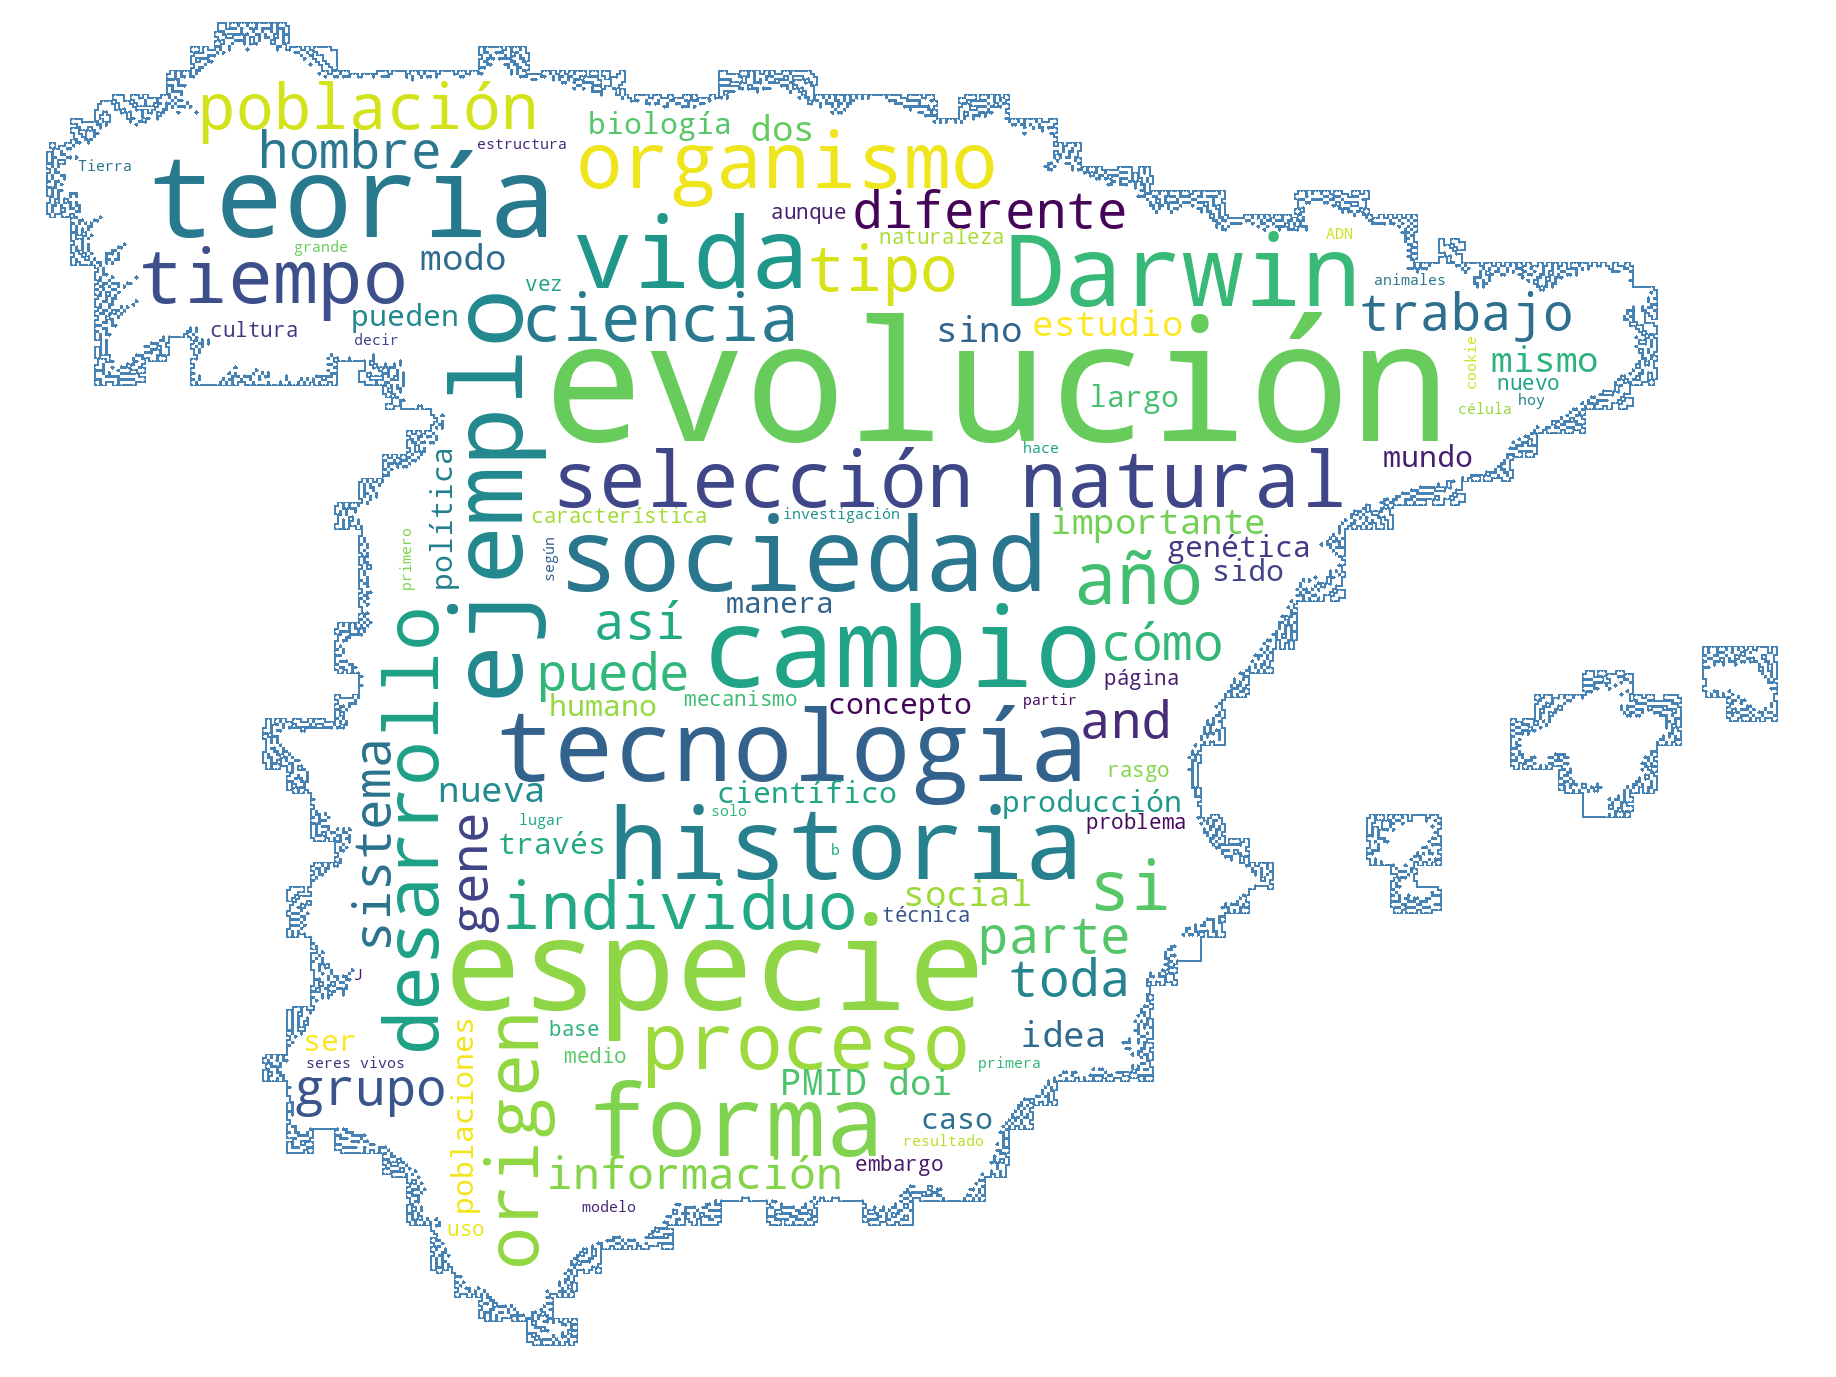 población
biología
dos
hombre
estructura
organismo
Tierra
teoría
aunque
diferente
vida
naturaleza
ADN
grande
modo
tiempo
tipo
Darwin
animales
vez
pueden
ciencia
sino
estudio
trabajo
cultura
decir
ejemplo
evolución
cookie
mismo
nuevo
largo
hoy
célula
política
selección natural
hace
mundo
primero
característica
investigación
importante
según
sociedad
genética
año
sido
manera
así
cambio
cómo
desarrollo
puede
página
humano
mecanismo
concepto
partir
and
sistema
tecnología
rasgo
nueva
científico
producción
solo
lugar
problema
gene
través
historia
b
individuo
social
si
técnica
especie
parte
J
toda
origen
poblaciones
base
proceso
idea
ser
medio
primera
seres vivos
grupo
PMID doi
forma
caso
resultado
información
embargo
modelo
uso